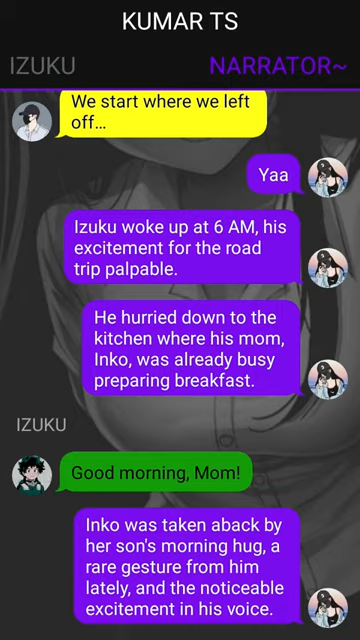 KUMAR TS
IZUKU
NARRATOR~
We start where we left
off…
Yaa
Izuku woke up at 6 AM, his
excitement for the road
trip palpable.
He hurried down to the
kitchen where his mom,
Inko, was already busy
preparing breakfast.
IZUKU
Good morning, Mom!
Inko was taken aback by
her son's morning hug, a
rare gesture from him
lately, and the noticeable
excitement in his voice.